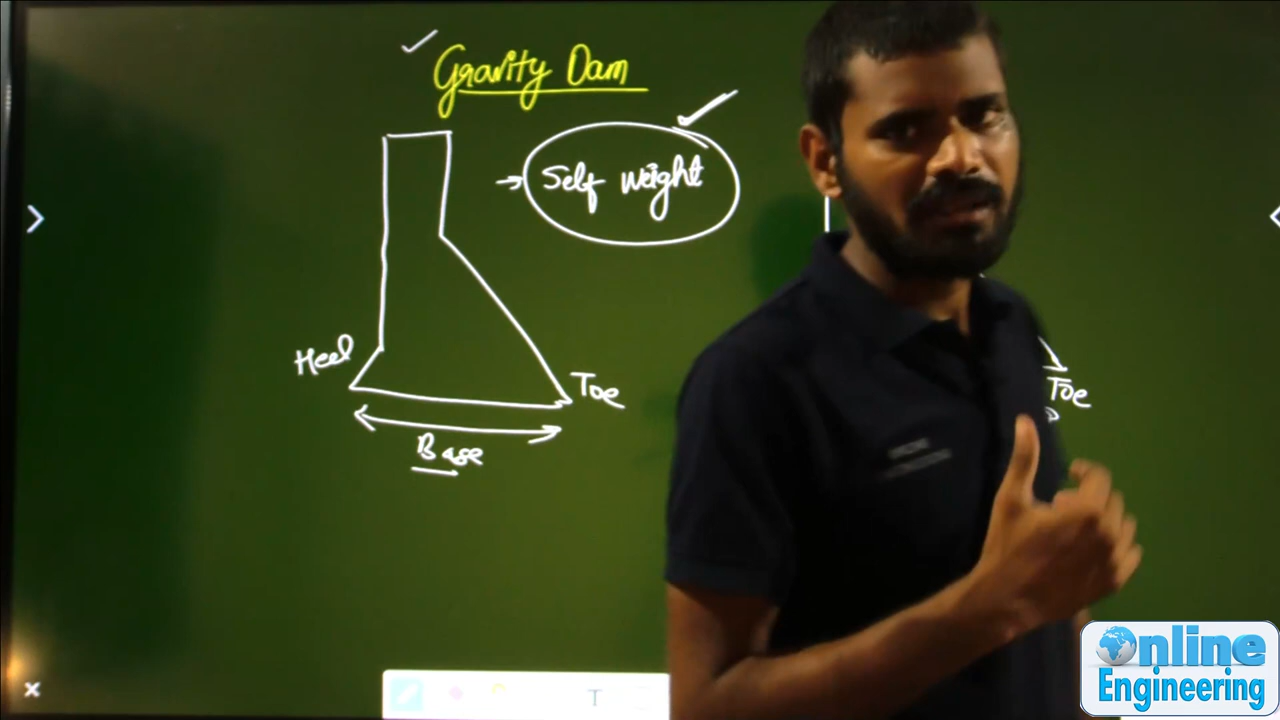 Gravity Dam
Self Weight
Heel
Toe
Base
Toe
T
Online
Engineering